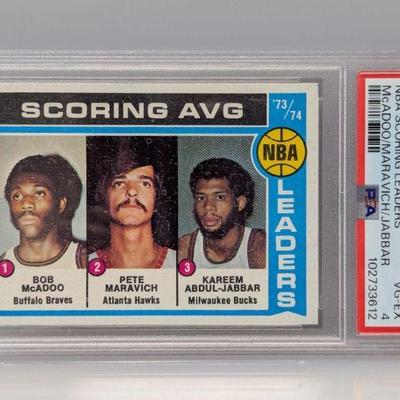 SCORING AVG
'73/
'74
NBA
LEADERS
1
BOB
McADOO
Buffalo Braves
2
PETE
MARAVICH
Atlanta Hawks
3
KAREEM
ABDUL-JABBAR
Milwaukee Bucks
NBA SCORING LEADERS
McADOO/MARAVICH/JABBAR
VG-EX
4
PSA
102733612